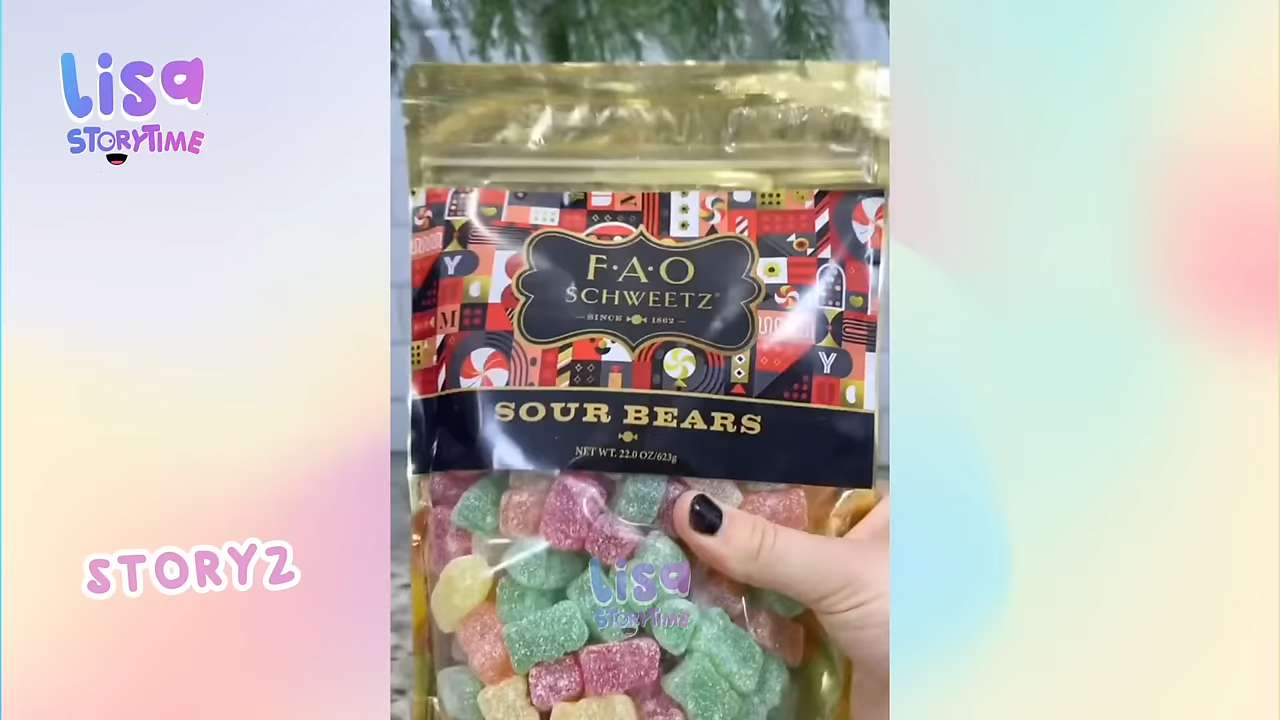 Lisa
STORYTIME
F·A·O
SCHWEETZ
SINCE 1862
M
Y
M
Y
SOUR BEARS
NET WT. 22.0 OZ/623g
STORYZ
Lisa
STORYTIME